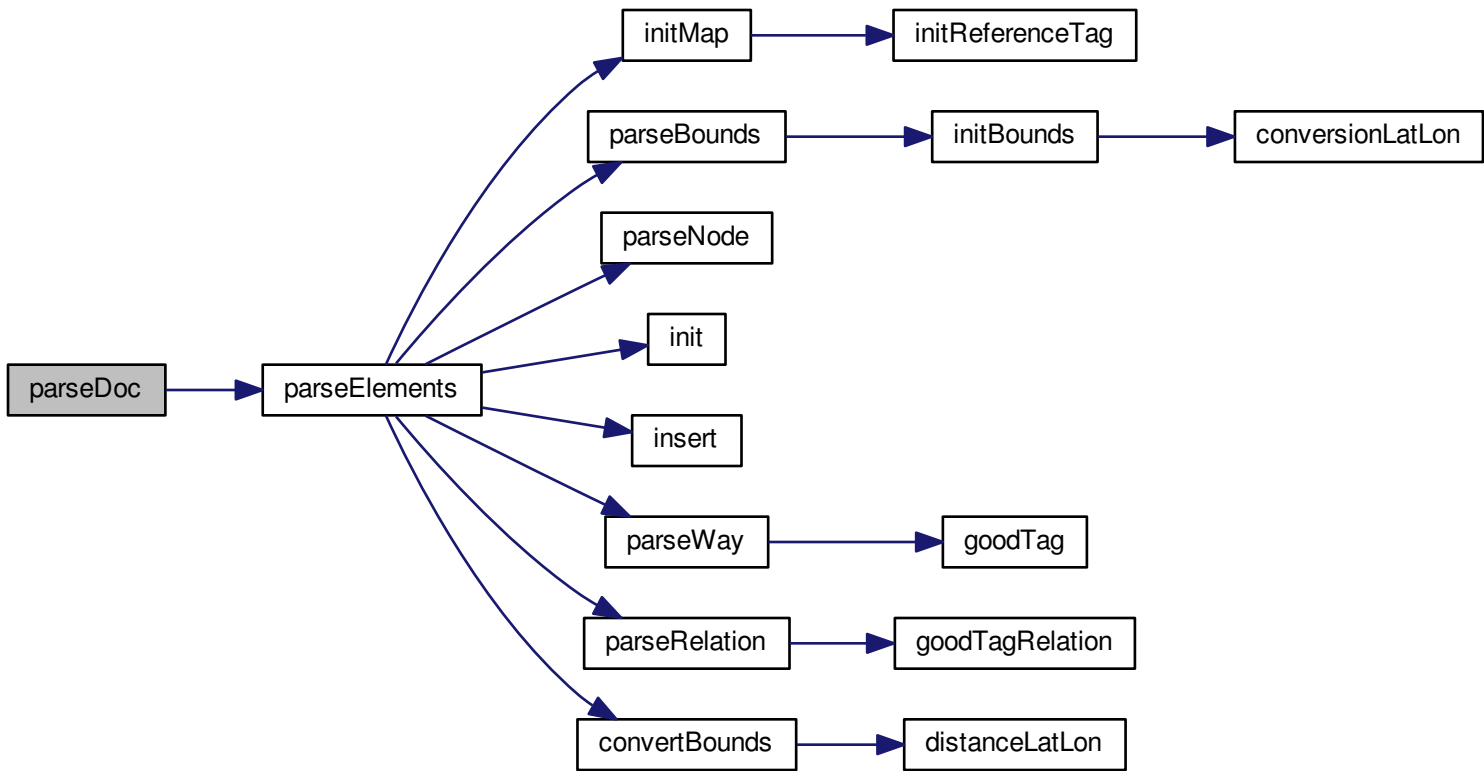 initMap
initReferenceTag
parseBounds
initBounds
conversionLatLon
parseNode
init
parseDoc
parseElements
insert
parseWay
goodTag
parseRelation
goodTagRelation
convertBounds
distanceLatLon